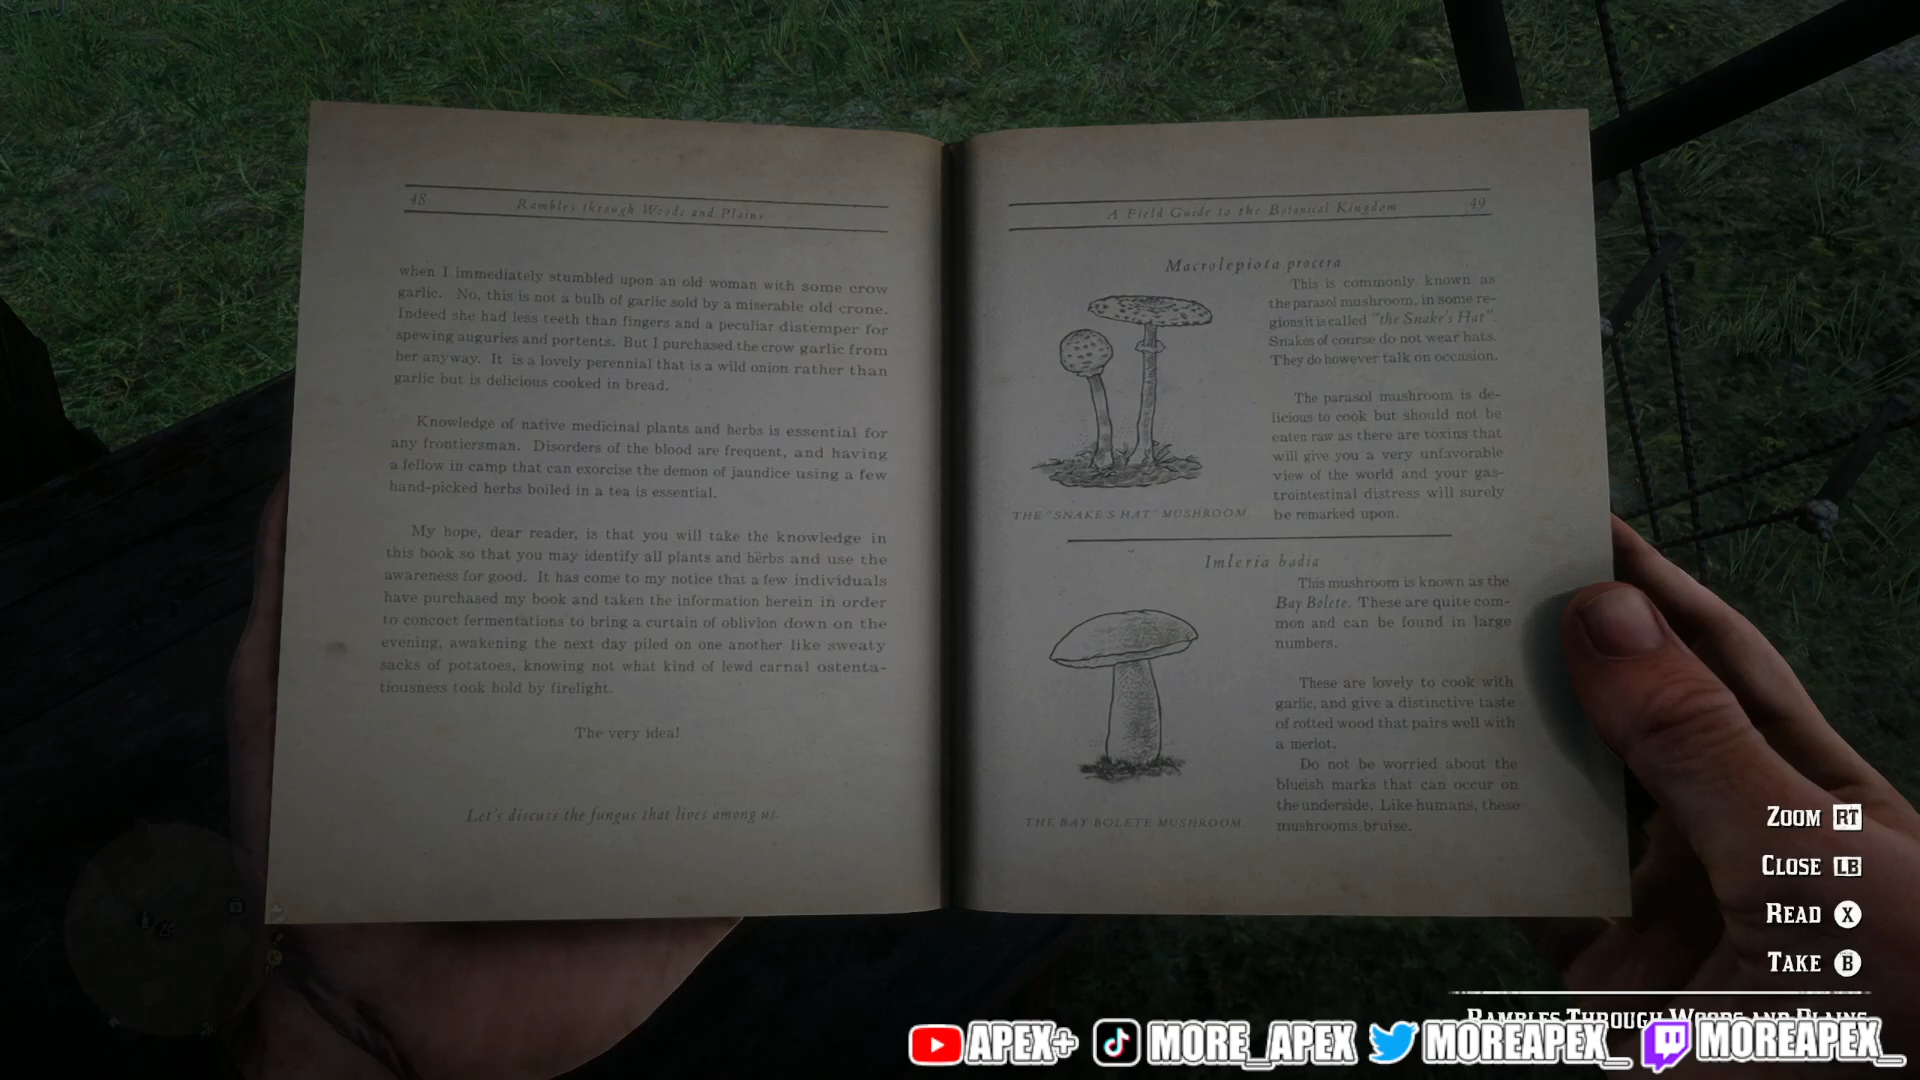 48
Rambles through Woods and Plains
when I immediately stumbled upon an old woman with some crow
garlic. No, this is not a bulb of garlic sold by a miserable old crone.
Indeed she had less teeth than fingers and a peculiar distemper for
spewing auguries and portents. But I purchased the crow garlic from
her anyway. It is a lovely perennial that is a wild onion rather than
garlic but is delicious cooked in bread.
Knowledge of native medicinal plants and herbs is essential for
any frontiersman. Disorders of the blood are frequent, and having
a fellow in camp that can exorcise the demon of jaundice using a few
hand-picked herbs boiled in a tea is essential.
My hope, dear reader, is that you will take the knowledge in
this book so that you may identify all plants and herbs and use the
awareness for good. It has come to my notice that a few individuals
have purchased my book and taken the information herein in order
to concoct fermentations to bring a curtain of oblivion down on the
evening, awakening the next day piled on one another like sweaty
sacks of potatoes, knowing not what kind of lewd carnal ostenta-
tiousness took hold by firelight.
The very idea!
Let's discuss the fungus that lives among us.
A Field Guide to the Botanical Kingdom
49
Macrolepiota procera
This is commonly known as
the parasol mushroom, in some re-
gions it is called "the Snake's Hat".
Snakes of course do not wear hats.
They do however talk on occasion.
The parasol mushroom is de-
licious to cook but should not be
eaten raw as there are toxins that
will give you a very unfavorable
view of the world and your gas-
trointestinal distress will surely
be remarked upon.
THE "SNAKE'S HAT" MUSHROOM.
Imleria badia
This mushroom is known as the
Bay Bolete. These are quite com-
mon and can be found in large
numbers.
These are lovely to cook with
garlic, and give a distinctive taste
of rotted wood that pairs well with
a merlot.
Do not be worried about the
blueish marks that can occur on
the underside. Like humans, these
mushrooms bruise.
THE BAY BOLETE MUSHROOM.
ZOOM RT
CLOSE LB
READ X
TAKE B
RAMBLES THROUGH WOODS AND PLAINS
APEX+ MORE_APEX MOREAPEX_ MOREAPEX_